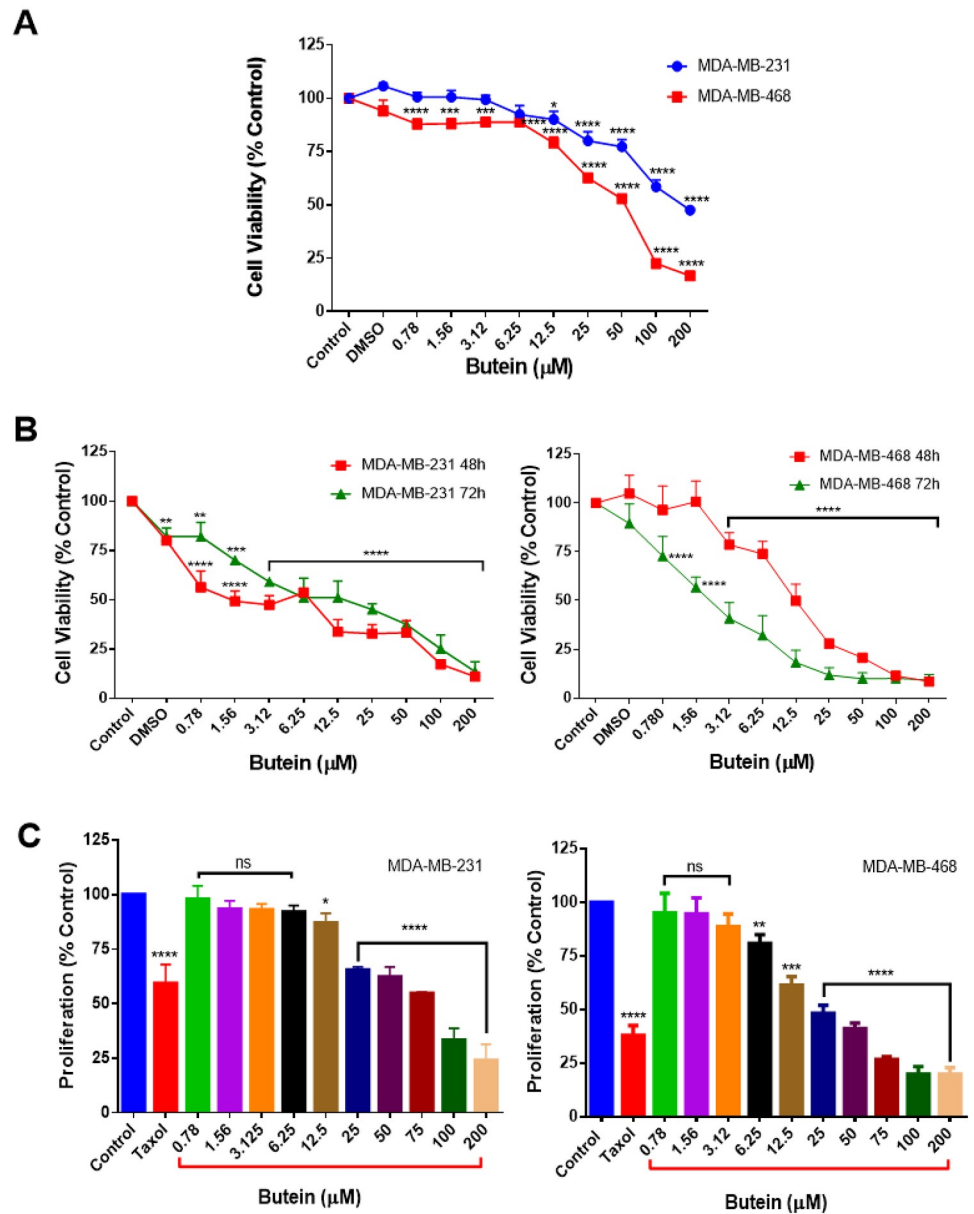 A
125
100
75
50
25
0
Cell Viability (% Control)
MDA-MB-231
MDA-MB-468
**** *** *** **** * **** **** **** **** ****
**** **** **** **** ****
Control DMSO 0.78 1.56 3.12 6.25 12.5 25 50 100 200
Butein (μM)
B
125
100
75
50
25
0
Cell Viability (% Control)
MDA-MB-231 48h
MDA-MB-231 72h
** ** *** ****
**** ****
Control DMSO 0.78 1.56 3.12 6.25 12.5 25 50 100 200
Butein (μM)
125
100
75
50
25
0
Cell Viability (% Control)
MDA-MB-468 48h
MDA-MB-468 72h
****
****
****
Control DMSO 0.780 1.56 3.12 6.25 12.5 25 50 100 200
Butein (μM)
C
125
100
75
50
25
0
Proliferation (% Control)
MDA-MB-231
ns
**** * ****
Control Taxol 0.78 1.56 3.125 6.25 12.5 25 50 75 100 200
Butein (μM)
125
100
75
50
25
0
Proliferation (% Control)
MDA-MB-468
ns
**** ** *** ****
Control Taxol 0.78 1.56 3.12 6.25 12.5 25 50 75 100 200
Butein (μM)